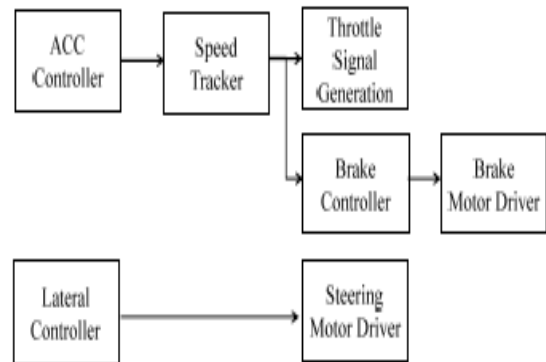 ACC
Controller
Speed
Tracker
Throttle
Signal
Generation
Brake
Controller
Brake
Motor Driver
Lateral
Controller
Steering
Motor Driver